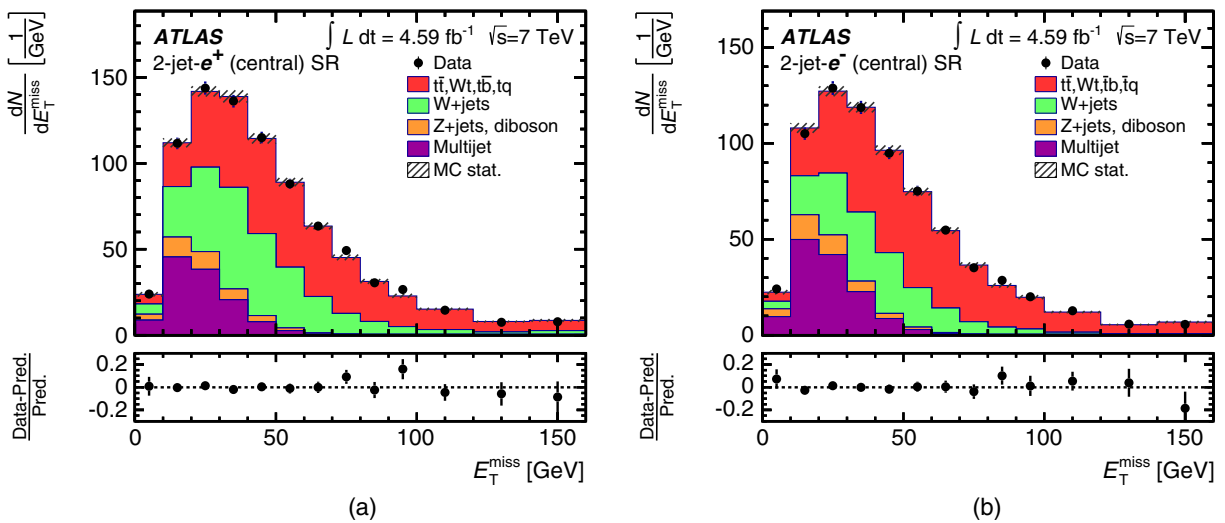 dN/dE_T^miss [1/GeV]
ATLAS
∫ L dt = 4.59 fb⁻¹ √s=7 TeV
2-jet-e⁺ (central) SR
Data
tt̄,Wt,tb̄,tq
W+jets
Z+jets, diboson
Multijet
MC stat.
150
100
50
0
Data-Pred./Pred.
0.2
0
-0.2
0 50 100 150
E_T^miss [GeV]
(a)
dN/dE_T^miss [1/GeV]
ATLAS
∫ L dt = 4.59 fb⁻¹ √s=7 TeV
2-jet-e⁻ (central) SR
Data
tt̄,Wt,t̄b,t̄q
W+jets
Z+jets, diboson
Multijet
MC stat.
150
100
50
0
Data-Pred./Pred.
0.2
0
-0.2
0 50 100 150
E_T^miss [GeV]
(b)